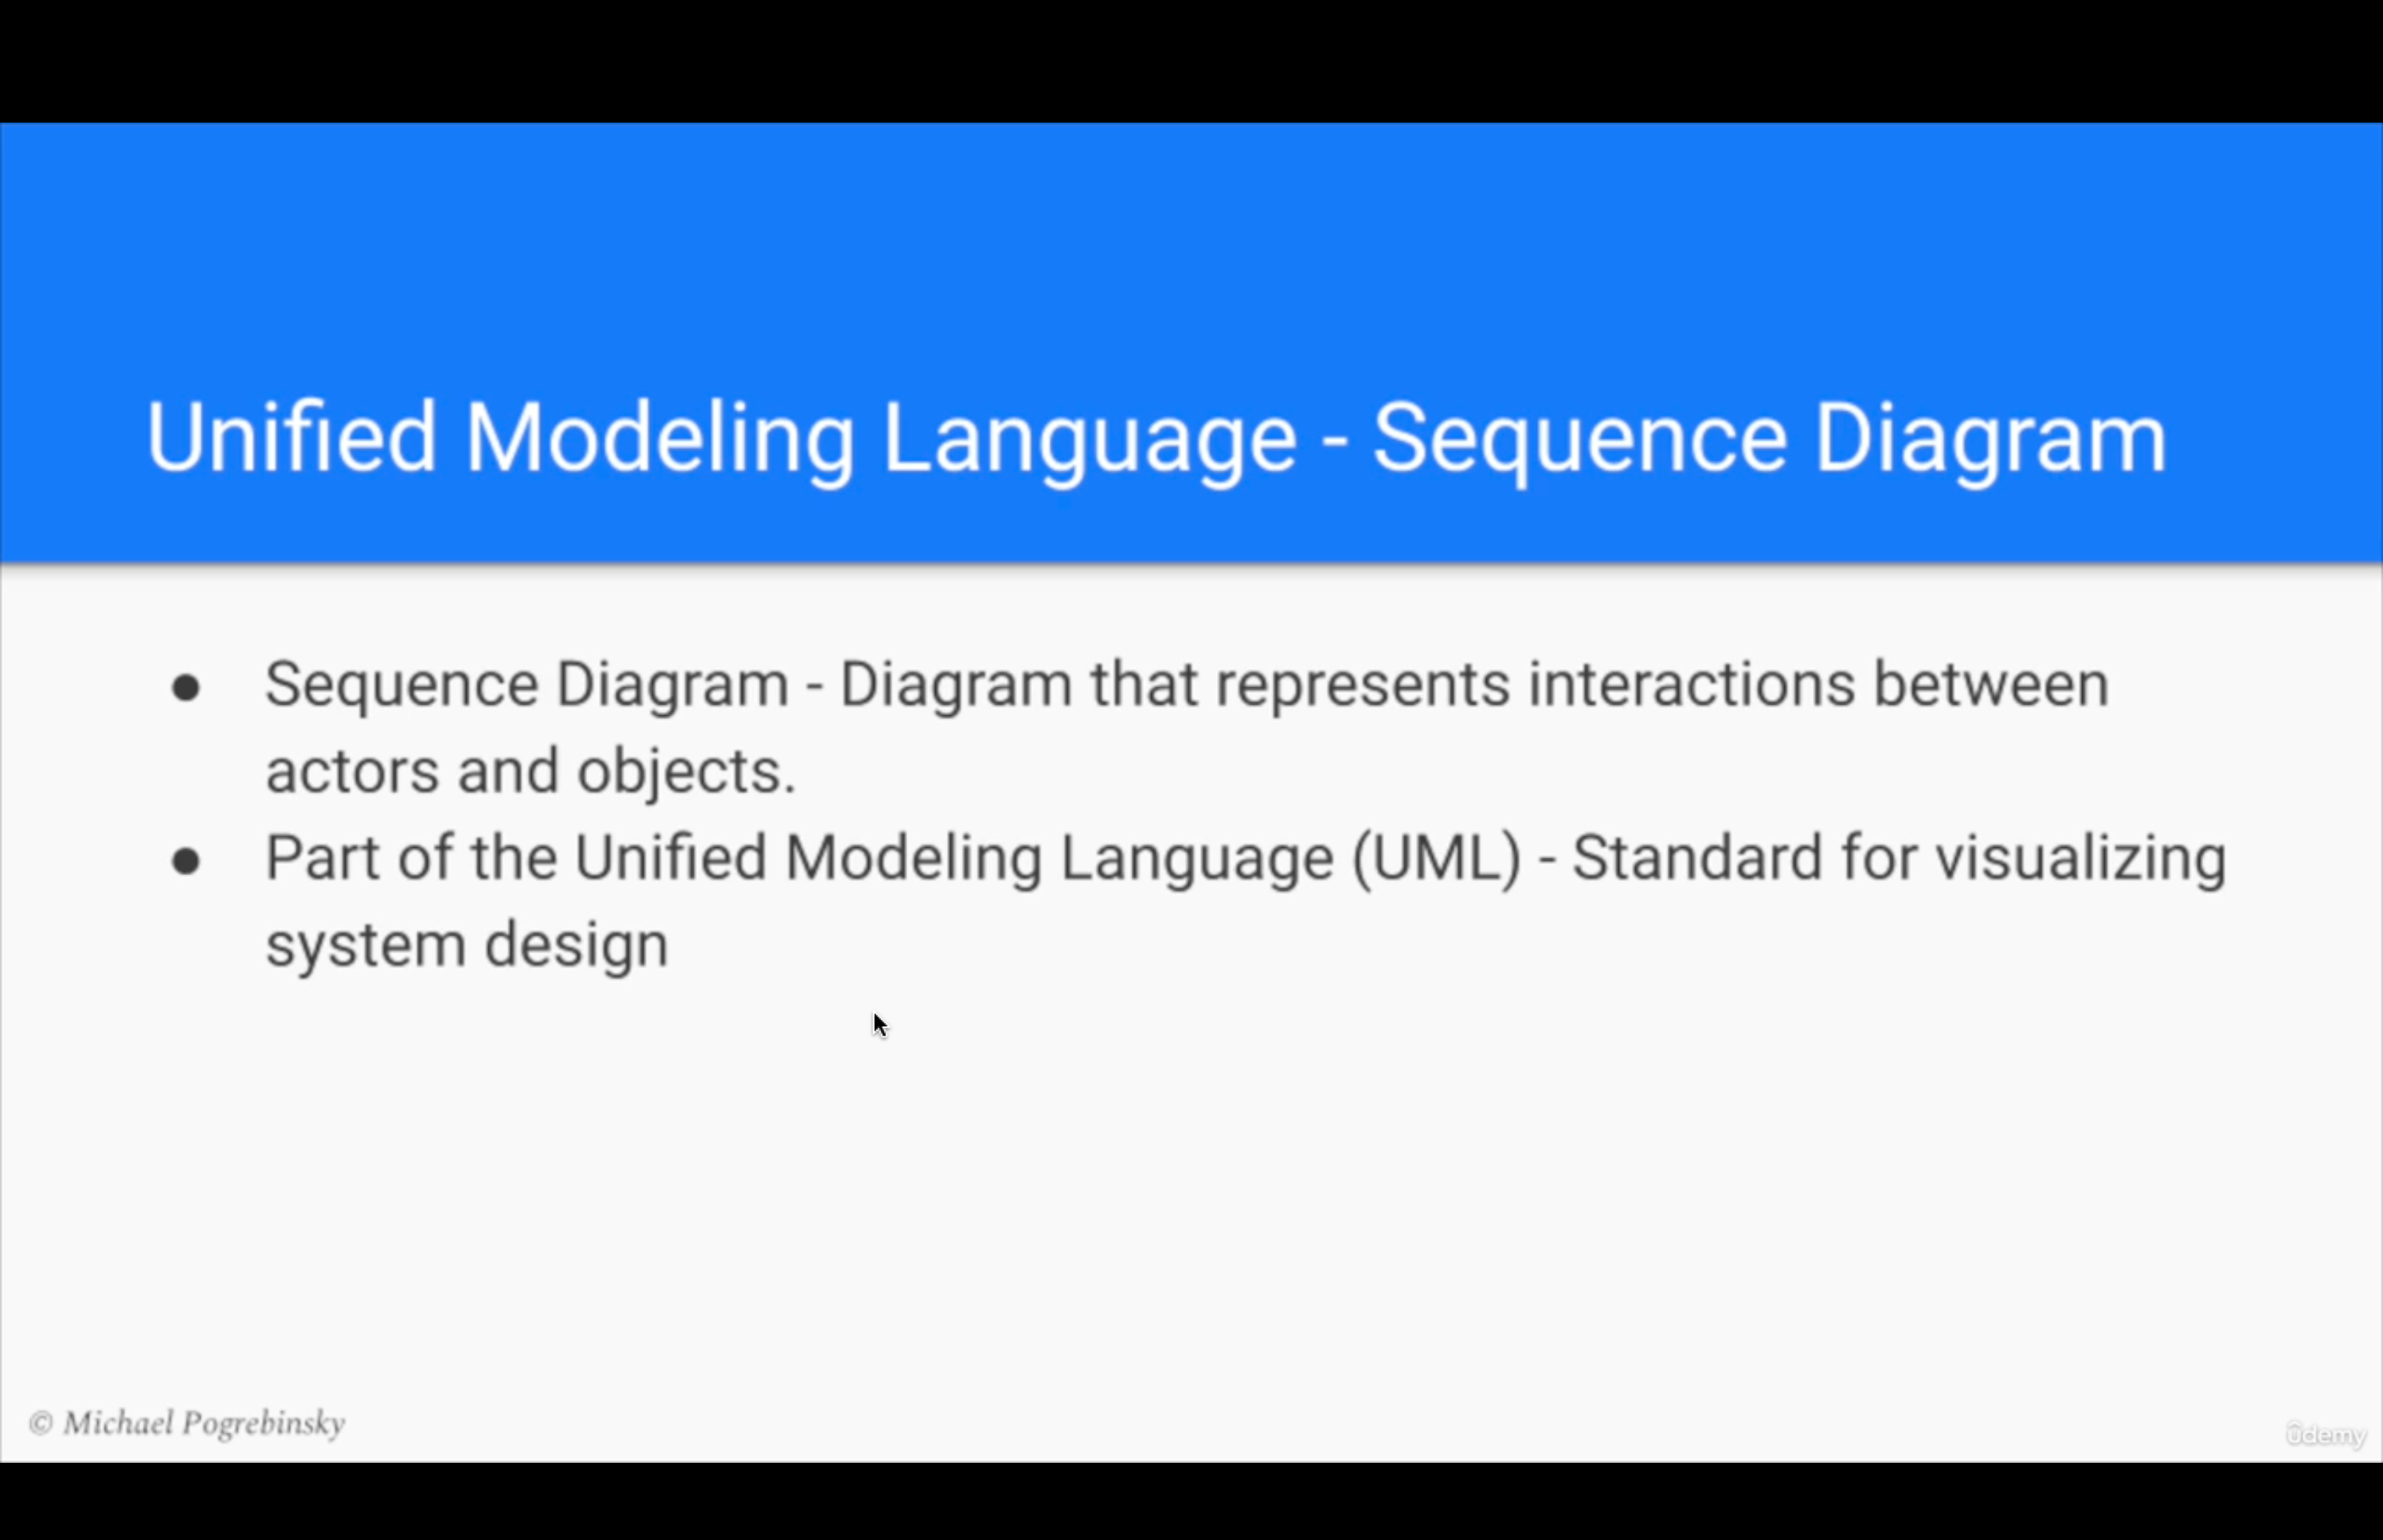 Unified Modeling Language - Sequence Diagram
● Sequence Diagram - Diagram that represents interactions between
actors and objects.
● Part of the Unified Modeling Language (UML) - Standard for visualizing
system design
© Michael Pogrebinsky
ûdemy